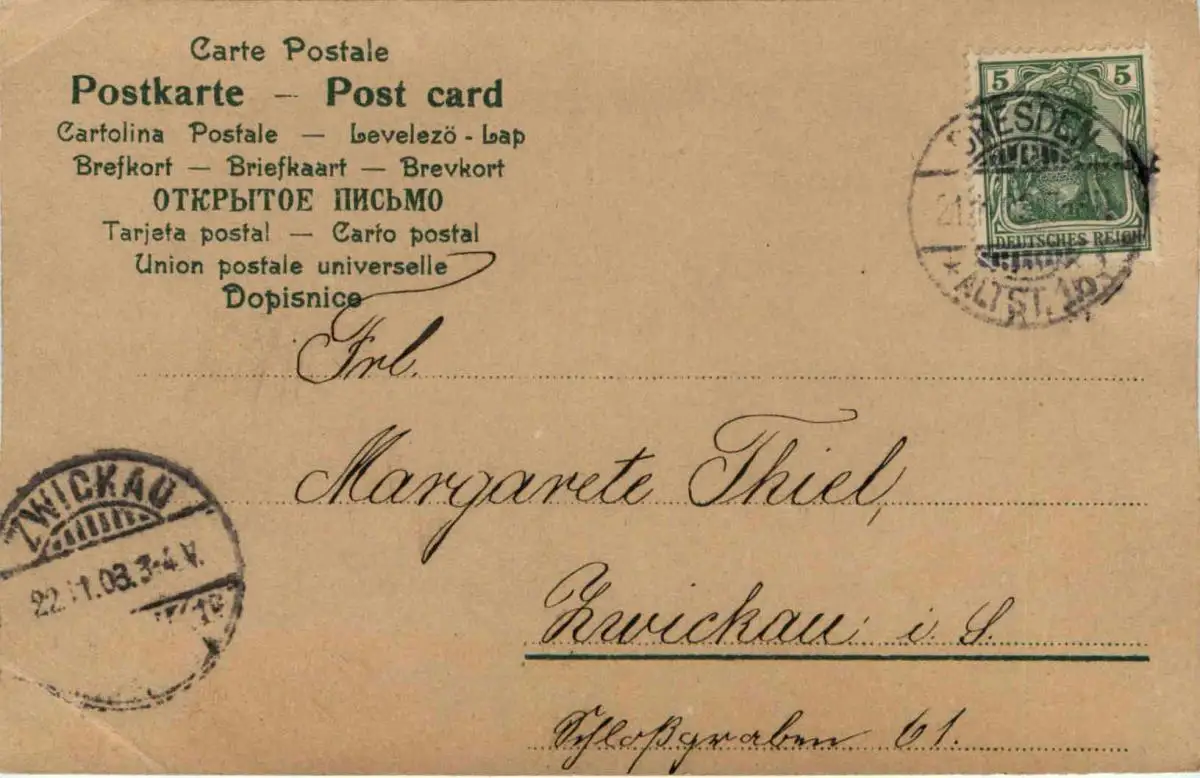 Carte Postale
Postkarte — Post card
Cartolina Postale — Levelezö - Lap
Brefkort — Briefkaart — Brevkort
ОТКРЫТОЕ ПИСЬМО
Tarjeta postal — Carto postal
Union postale universelle
Dopisnice
5 5
DEUTSCHES REICH
DRESDEN
* ALTST. 1
Frl.
Margarete Thiel,
Zwickau i. S.
Schloßgraben 61.
ZWICKAU
22.11.03. 3-4.V.